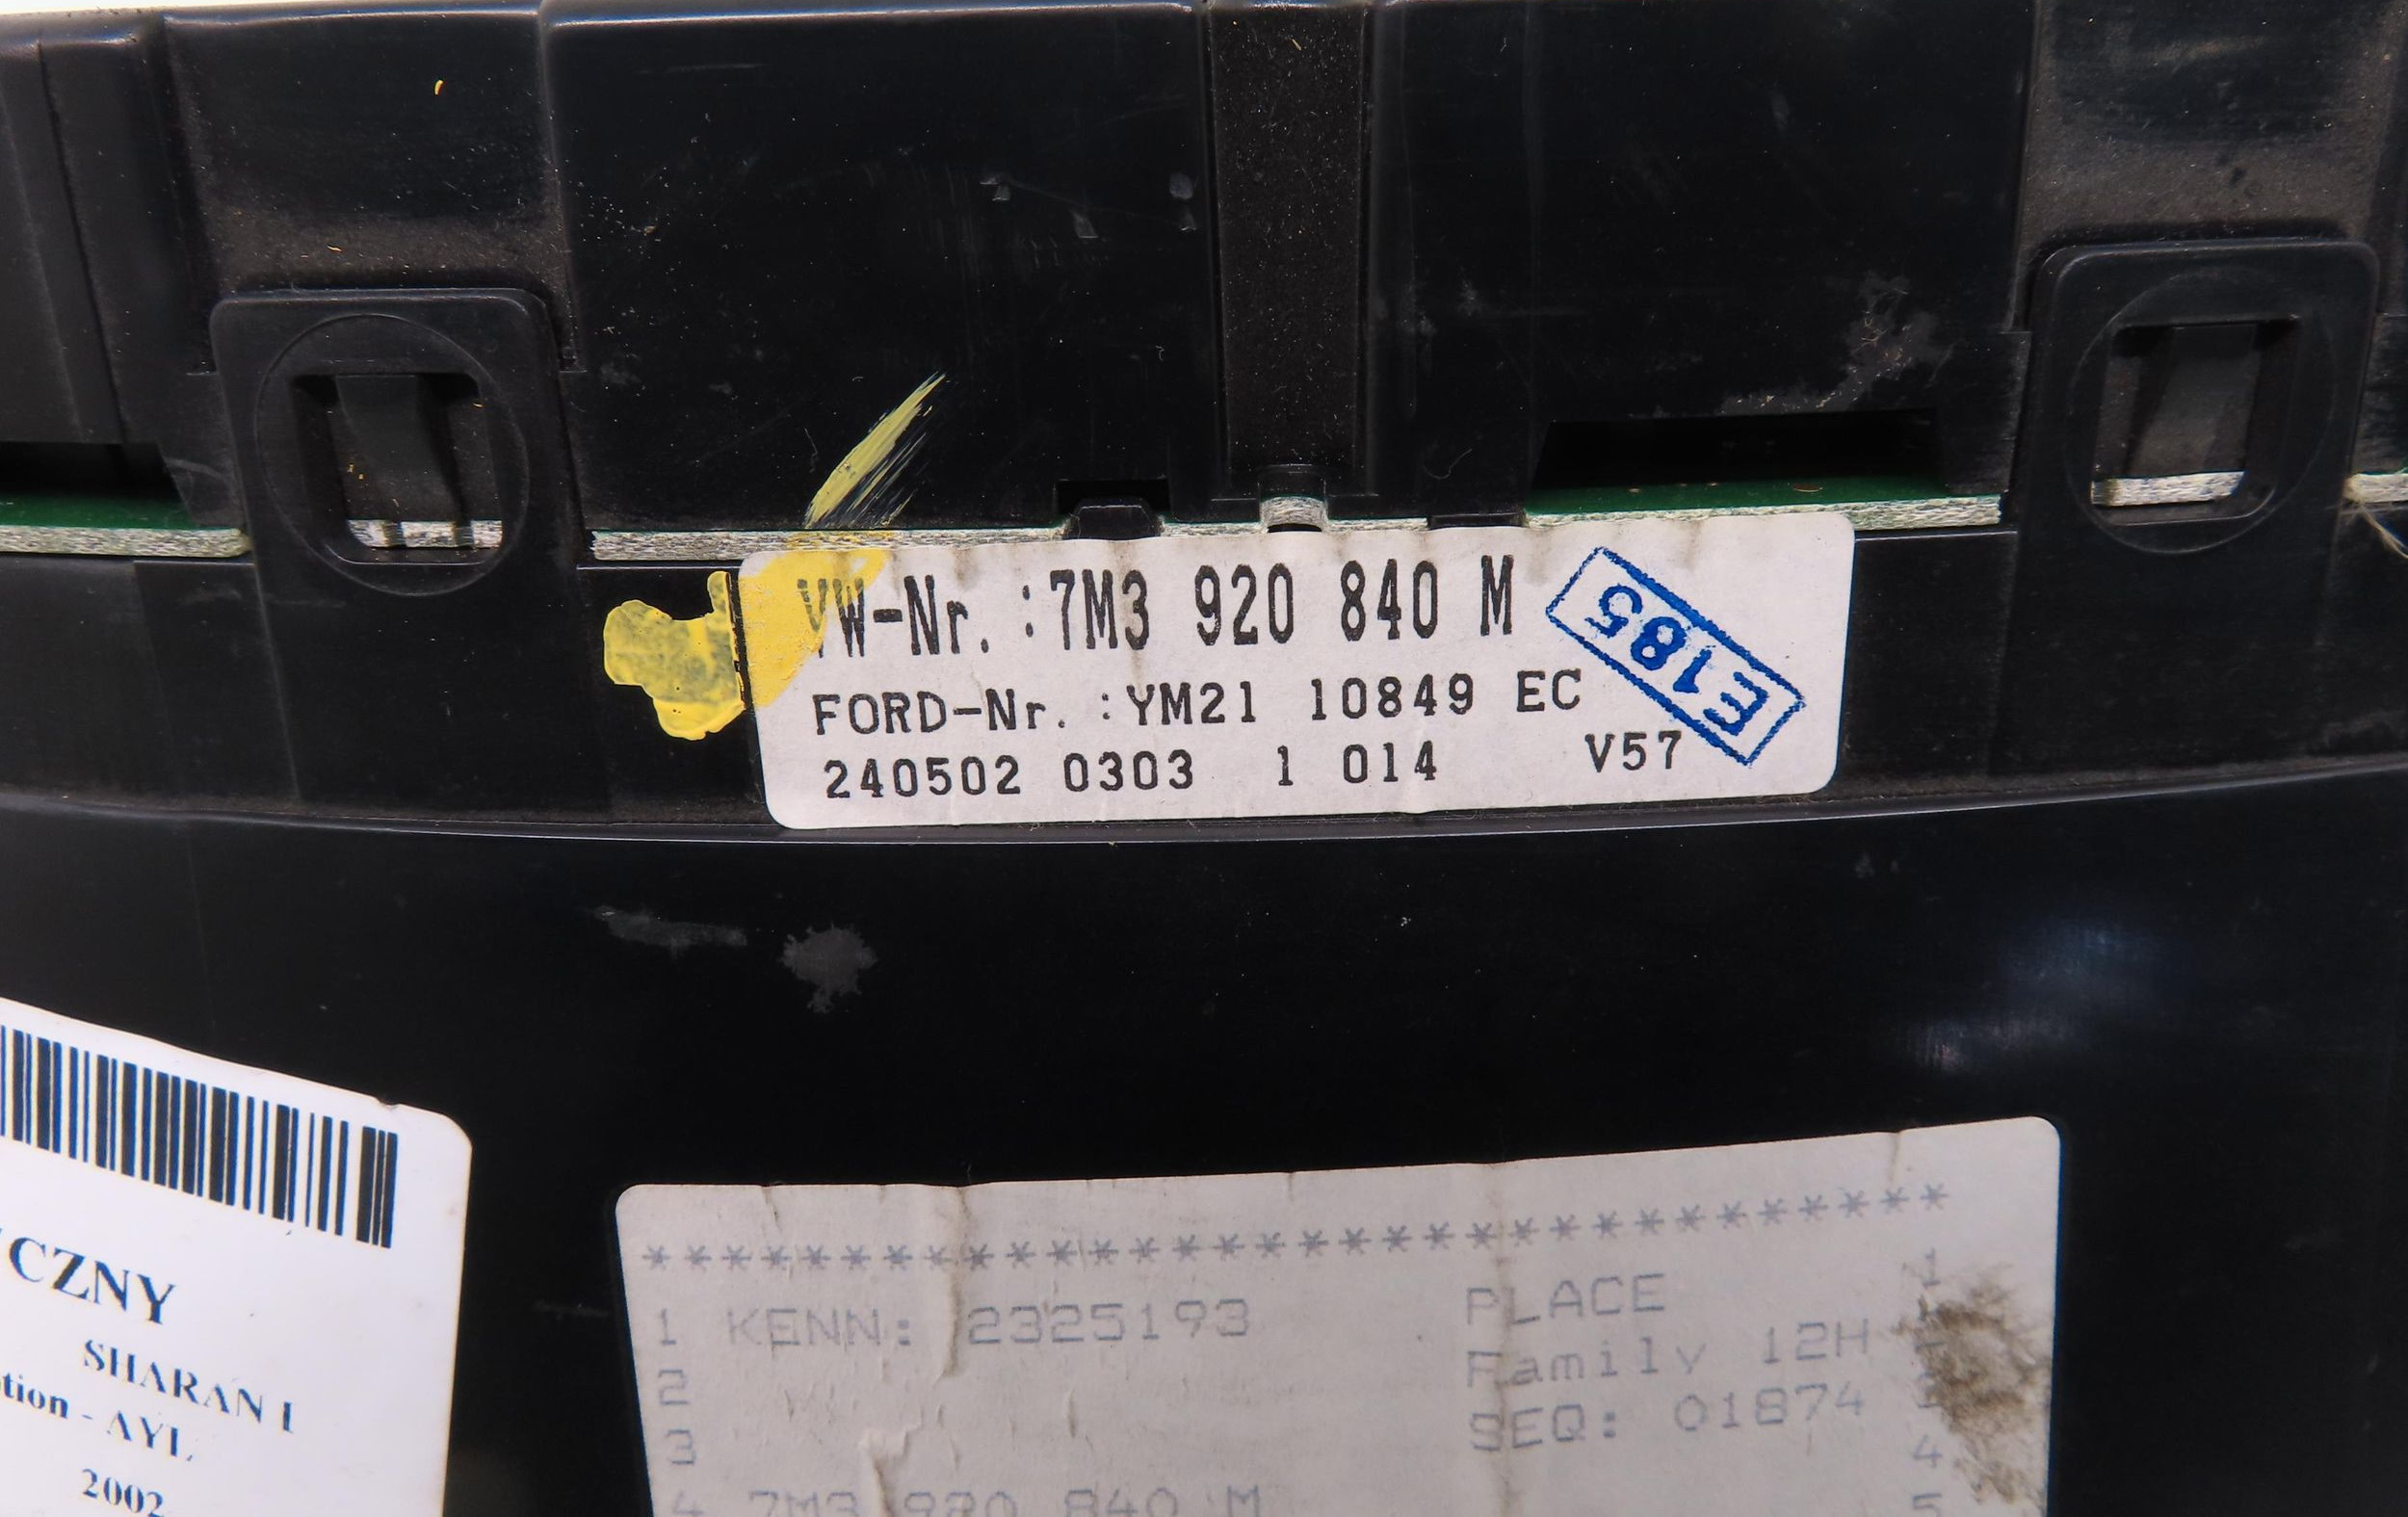 VW-Nr. :7M3 920 840 M
FORD-Nr. :YM21 10849 EC
240502 0303 1 014 V57
E185
CZNY
SHARAN I
tion - AYL
2002
*********************************
1 KENN: 2325193 PLACE 1
2 Family 12H
3 SEQ: 01874
4 7M3 920 840 M 4
5